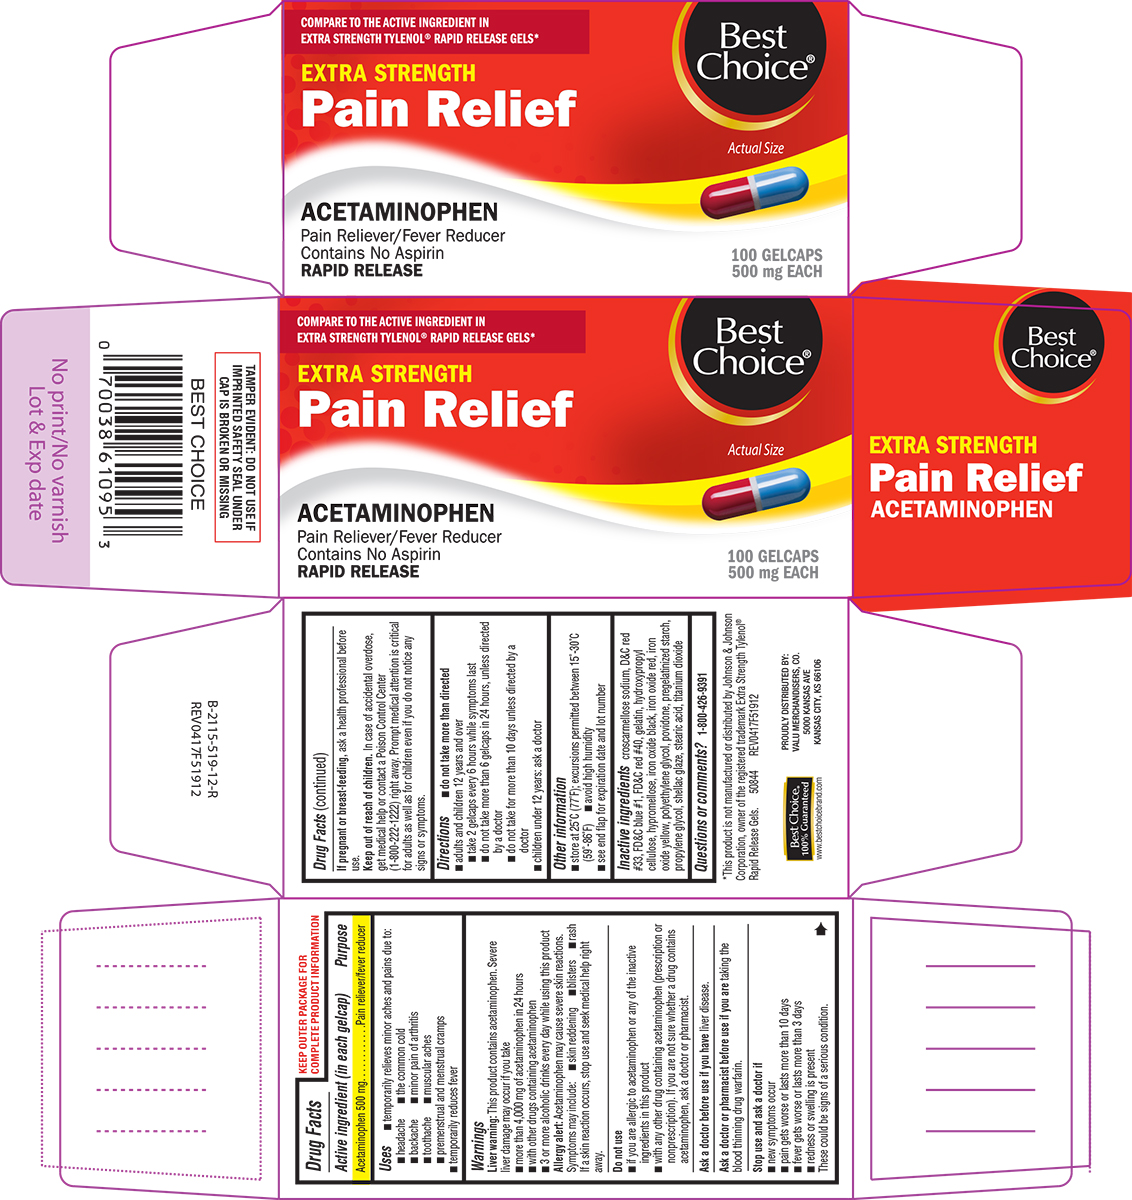 COMPARE TO THE ACTIVE INGREDIENT IN
EXTRA STRENGTH TYLENOL® RAPID RELEASE GELS*
Best
Choice®
EXTRA STRENGTH
Pain Relief
Actual Size
ACETAMINOPHEN
Pain Reliever/Fever Reducer
Contains No Aspirin
RAPID RELEASE
100 GELCAPS
500 mg EACH
No print/No varnish
Lot & Exp date
0 70038 61095 3
BEST CHOICE
TAMPER EVIDENT: DO NOT USE IF
IMPRINTED SAFETY SEAL UNDER
CAP IS BROKEN OR MISSING
COMPARE TO THE ACTIVE INGREDIENT IN
EXTRA STRENGTH TYLENOL® RAPID RELEASE GELS*
Best
Choice®
EXTRA STRENGTH
Pain Relief
Actual Size
ACETAMINOPHEN
Pain Reliever/Fever Reducer
Contains No Aspirin
RAPID RELEASE
100 GELCAPS
500 mg EACH
Best
Choice®
EXTRA STRENGTH
Pain Relief
ACETAMINOPHEN
B-2115-519-12-R
REV0417F51912
Drug Facts (continued)
If pregnant or breast-feeding, ask a health professional before
use.
Keep out of reach of children. In case of accidental overdose,
get medical help or contact a Poison Control Center
(1-800-222-1222) right away. Prompt medical attention is critical
for adults as well as for children even if you do not notice any
signs or symptoms.
Directions ■ do not take more than directed
■ adults and children 12 years and over
■ take 2 gelcaps every 6 hours while symptoms last
■ do not take more than 6 gelcaps in 24 hours, unless directed
by a doctor
■ do not take for more than 10 days unless directed by a
doctor
■ children under 12 years: ask a doctor
Other information
■ store at 25°C (77°F); excursions permitted between 15°-30°C
(59°-86°F) ■ avoid high humidity
■ see end flap for expiration date and lot number
Inactive ingredients croscarmellose sodium, D&C red
#33, FD&C blue #1, FD&C red #40, gelatin, hydroxypropyl
cellulose, hypromellose, iron oxide black, iron oxide red, iron
oxide yellow, polyethylene glycol, povidone, pregelatinized starch,
propylene glycol, shellac glaze, stearic acid, titanium dioxide
Questions or comments? 1-800-426-9391
*This product is not manufactured or distributed by Johnson & Johnson
Corporation, owner of the registered trademark Extra Strength Tylenol®
Rapid Release Gels. 50844 REV0417F51912
PROUDLY DISTRIBUTED BY:
VALU MERCHANDISERS, CO.
5000 KANSAS AVE
KANSAS CITY, KS 66106
Best Choice,
100% Guaranteed
www.bestchoicebrand.com
KEEP OUTER PACKAGE FOR
COMPLETE PRODUCT INFORMATION
Drug Facts
Active ingredient (in each gelcap) Purpose
Acetaminophen 500 mg............Pain reliever/fever reducer
Uses ■ temporarily relieves minor aches and pains due to:
■ headache ■ the common cold
■ backache ■ minor pain of arthritis
■ toothache ■ muscular aches
■ premenstrual and menstrual cramps
■ temporarily reduces fever
Warnings
Liver warning: This product contains acetaminophen. Severe
liver damage may occur if you take
■ more than 4,000 mg of acetaminophen in 24 hours
■ with other drugs containing acetaminophen
■ 3 or more alcoholic drinks every day while using this product
Allergy alert: Acetaminophen may cause severe skin reactions.
Symptoms may include: ■ skin reddening ■ blisters ■ rash
If a skin reaction occurs, stop use and seek medical help right
away.
Do not use
■ if you are allergic to acetaminophen or any of the inactive
ingredients in this product
■ with any other drug containing acetaminophen (prescription or
nonprescription). If you are not sure whether a drug contains
acetaminophen, ask a doctor or pharmacist.
Ask a doctor before use if you have liver disease.
Ask a doctor or pharmacist before use if you are taking the
blood thinning drug warfarin.
Stop use and ask a doctor if
■ new symptoms occur
■ pain gets worse or lasts more than 10 days
■ fever gets worse or lasts more than 3 days
■ redness or swelling is present
These could be signs of a serious condition.